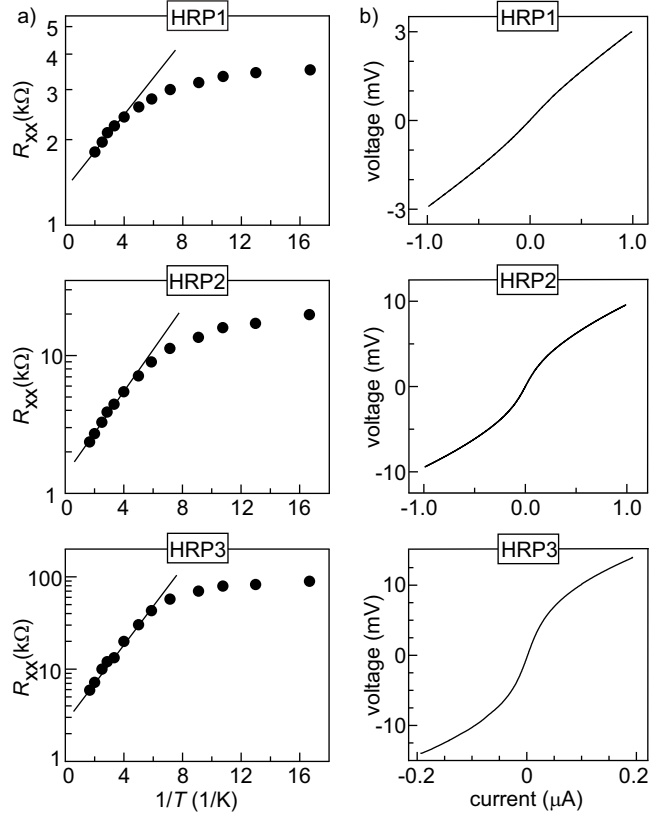 a) HRP1
5
4
3
2
1
R_xx(kΩ)
0 4 8 12 16
b) HRP1
3
0
-3
voltage (mV)
-1.0 0.0 1.0
HRP2
10
1
R_xx(kΩ)
0 4 8 12 16
HRP2
10
0
-10
voltage (mV)
-1.0 0.0 1.0
HRP3
100
10
1
R_xx(kΩ)
0 4 8 12 16
1/T (1/K)
HRP3
10
0
-10
voltage (mV)
-0.2 0 0.2
current (μA)